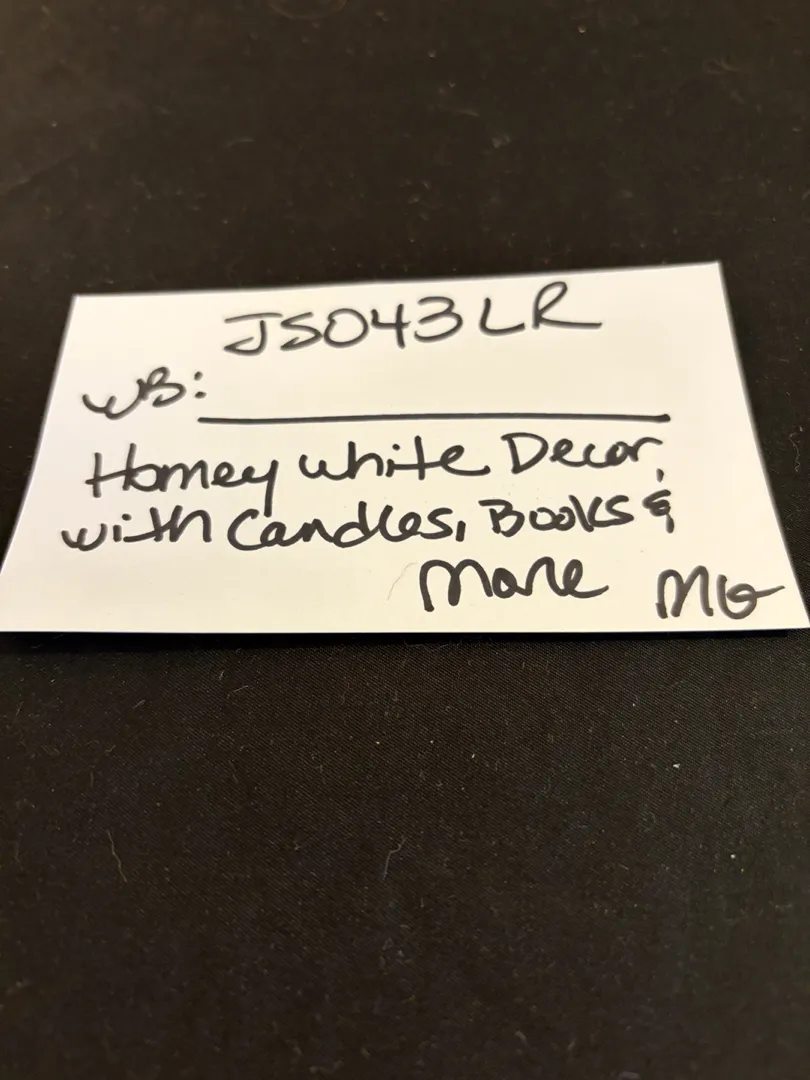 JS043LR
WB:
Homey white Decor,
with Candles, Books &
More MG